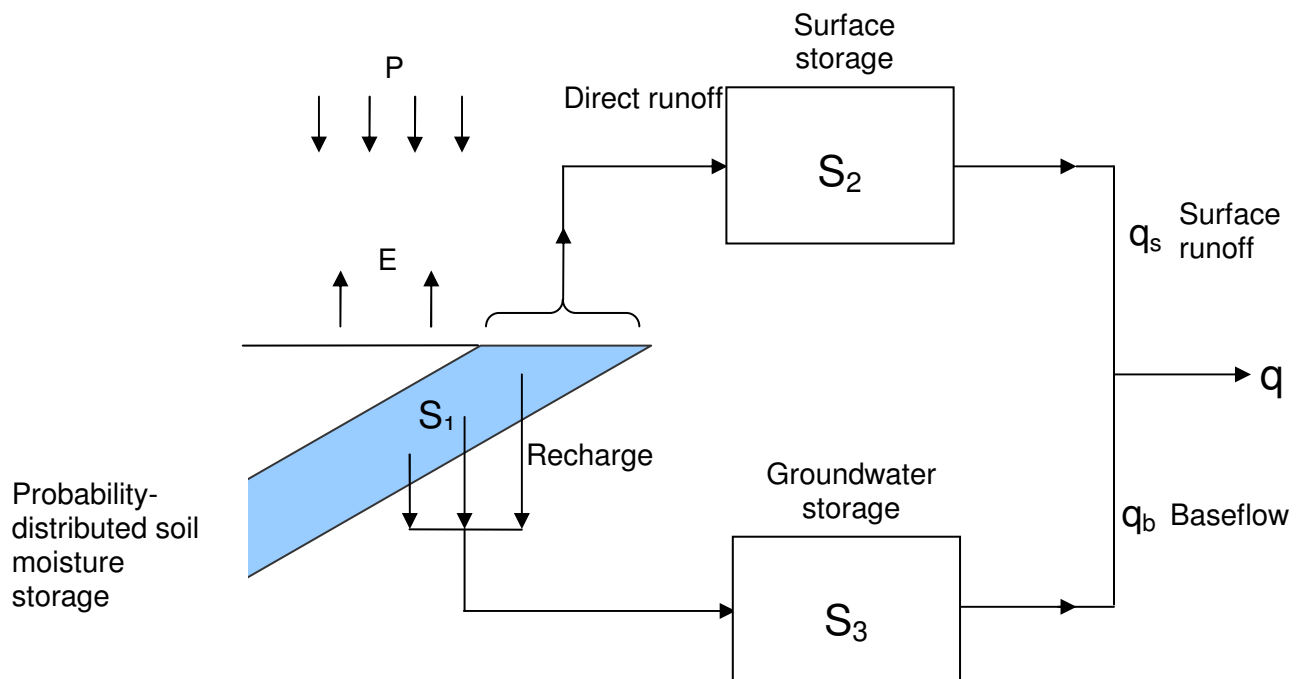 Surface
storage
P
Direct runoff
S₂
qₛ Surface
runoff
E
q
S₁
Recharge
Groundwater
storage
Probability-
distributed soil
moisture
storage
q_b Baseflow
S₃